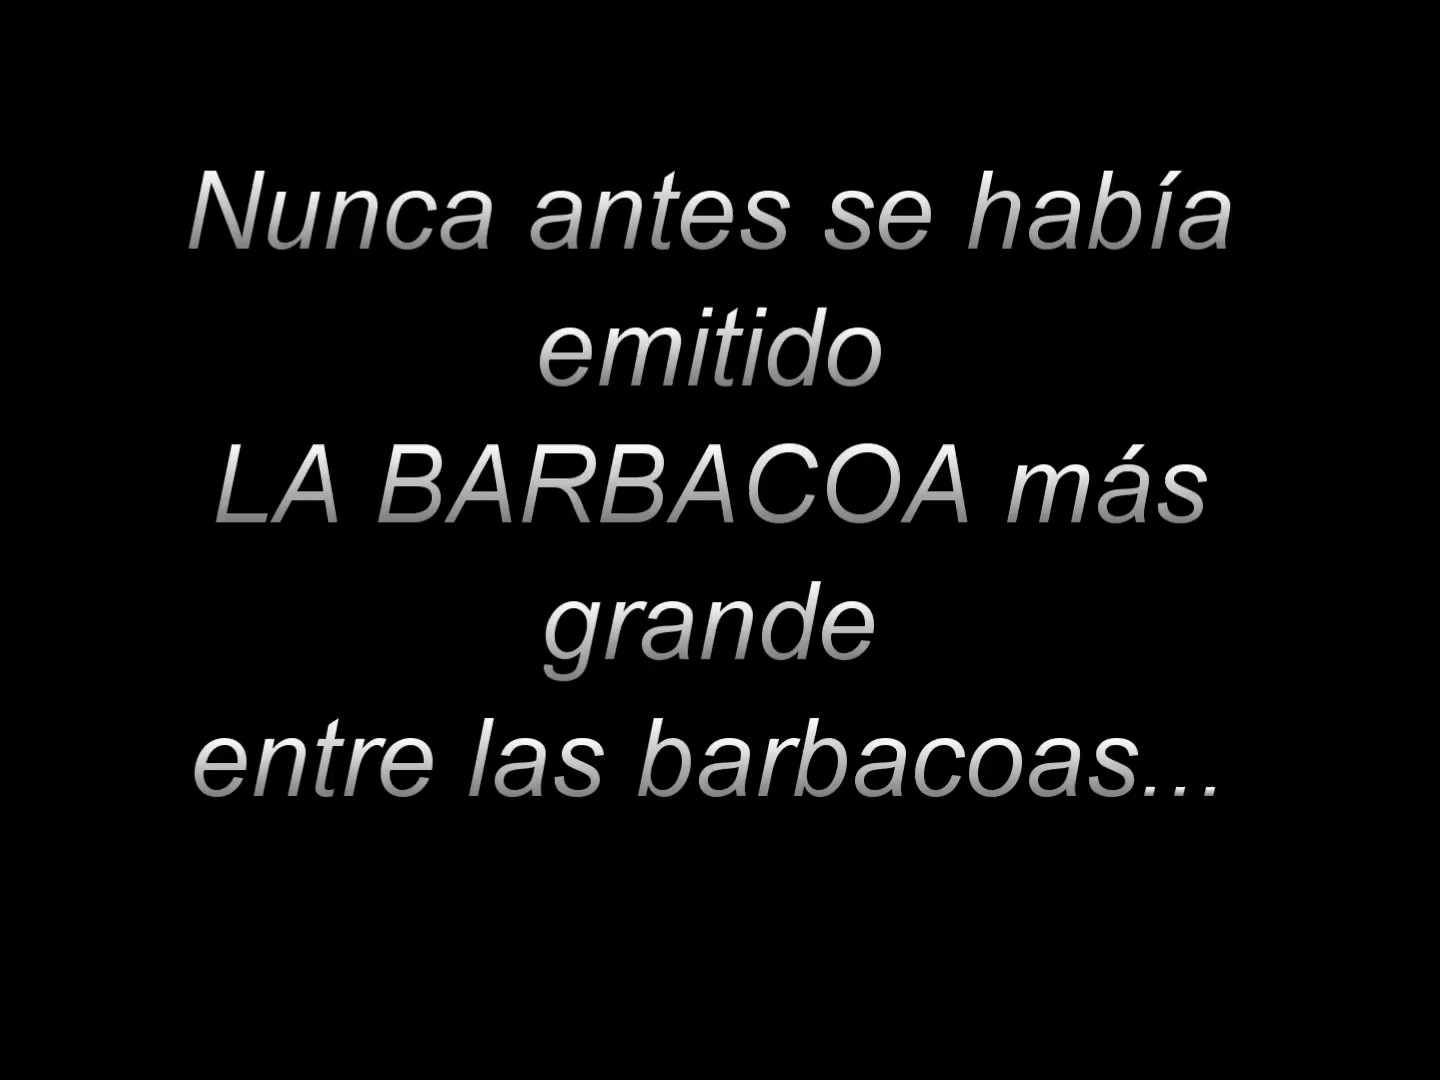 Nunca antes se había
emitido
LA BARBACOA más
grande
entre las barbacoas...